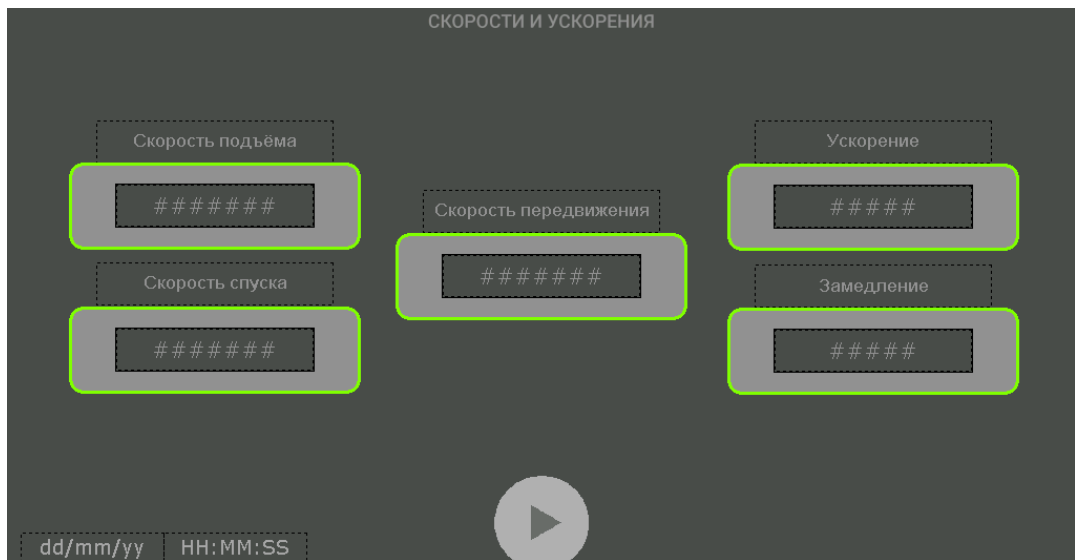 СКОРОСТИ И УСКОРЕНИЯ
Скорость подъёма
#######
Скорость спуска
#######
Скорость передвижения
#######
Ускорение
#####
Замедление
#####
dd/mm/yy HH:MM:SS